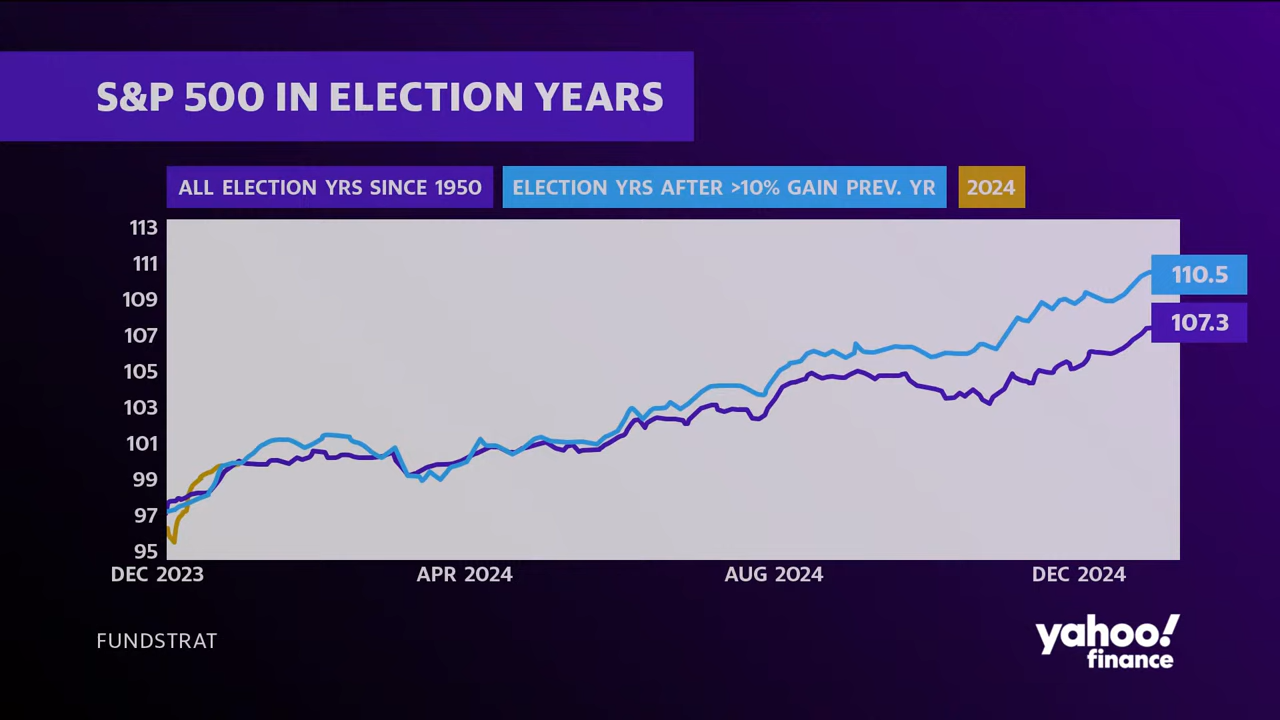 S&P 500 IN ELECTION YEARS
ALL ELECTION YRS SINCE 1950
ELECTION YRS AFTER >10% GAIN PREV. YR
2024
113
111
109
107
105
103
101
99
97
95
110.5
107.3
DEC 2023
APR 2024
AUG 2024
DEC 2024
FUNDSTRAT
yahoo!
finance